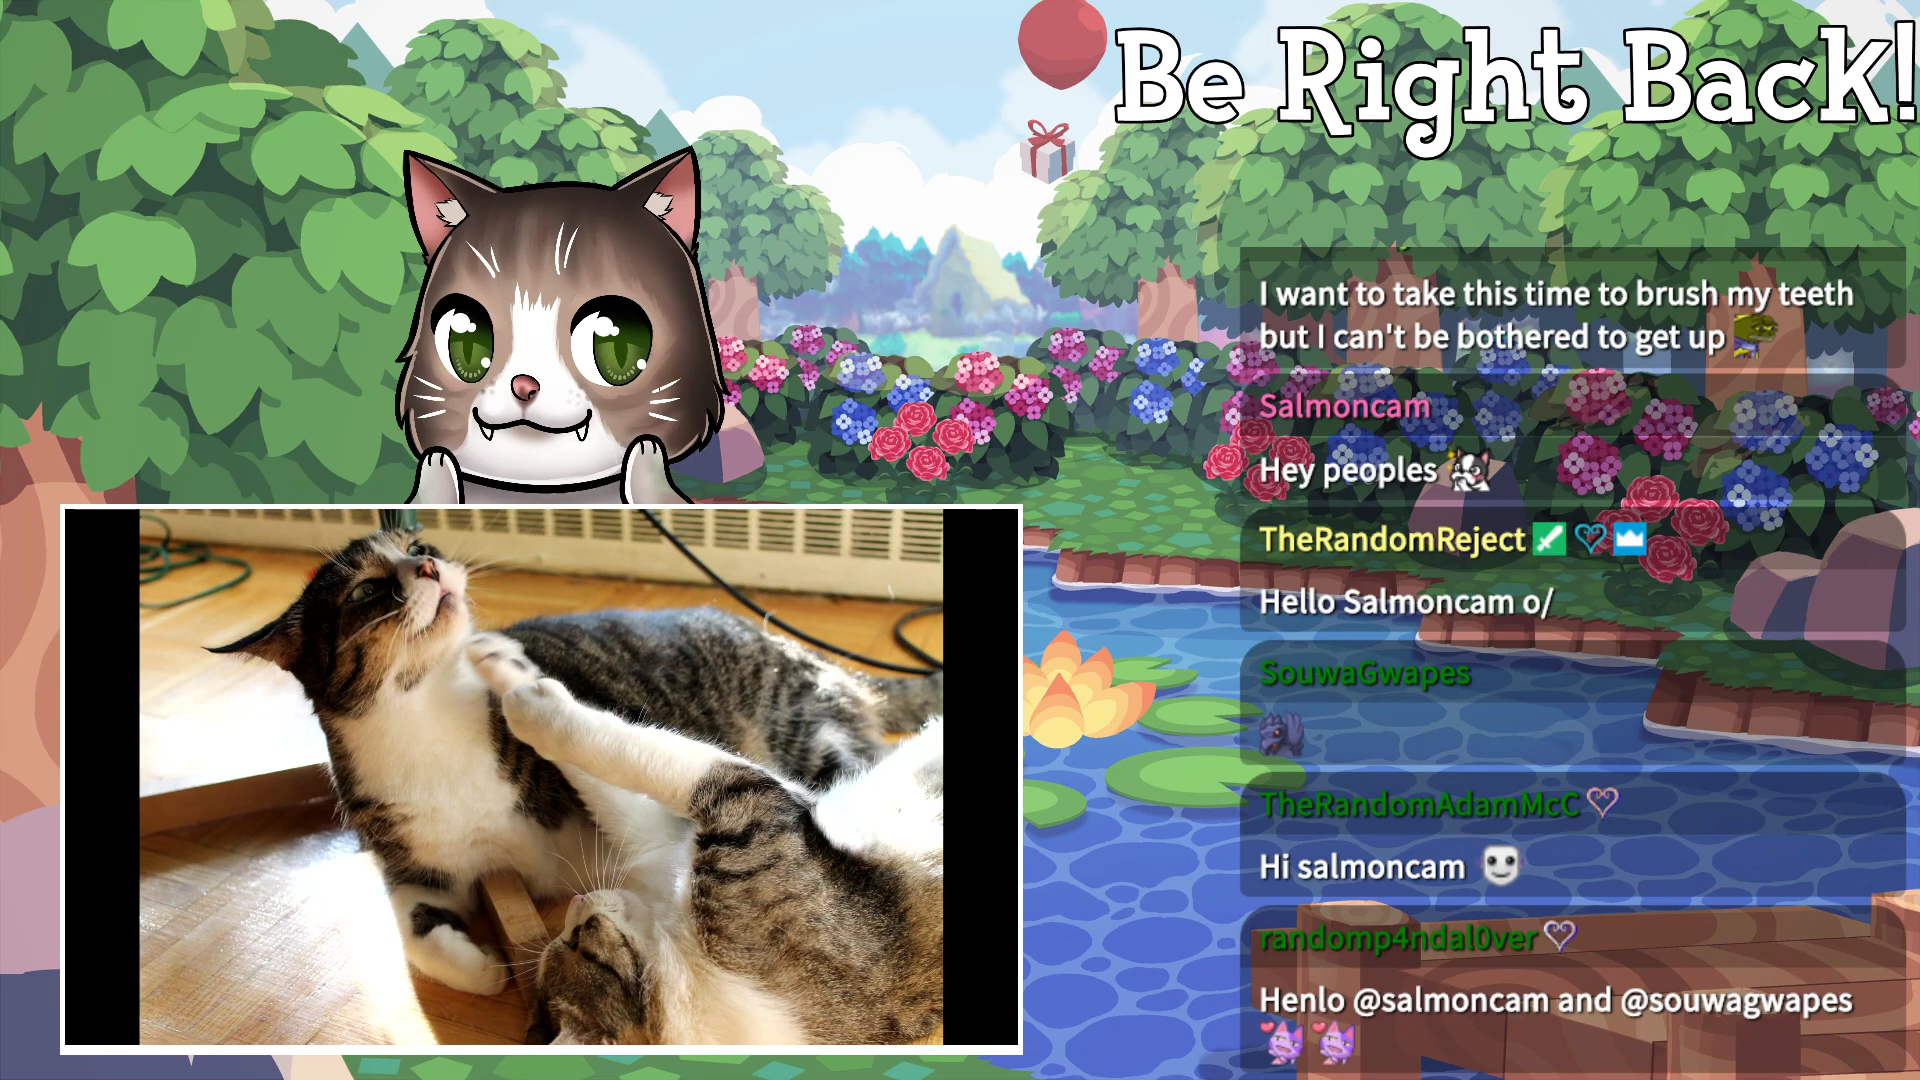 Be Right Back!
I want to take this time to brush my teeth
but I can't be bothered to get up
Salmoncam
Hey peoples
TheRandomReject
Hello Salmoncam o/
SouwaGwapes
TheRandomAdamMcC
Hi salmoncam
randomp4ndal0ver
Henlo @salmoncam and @souwagwapes